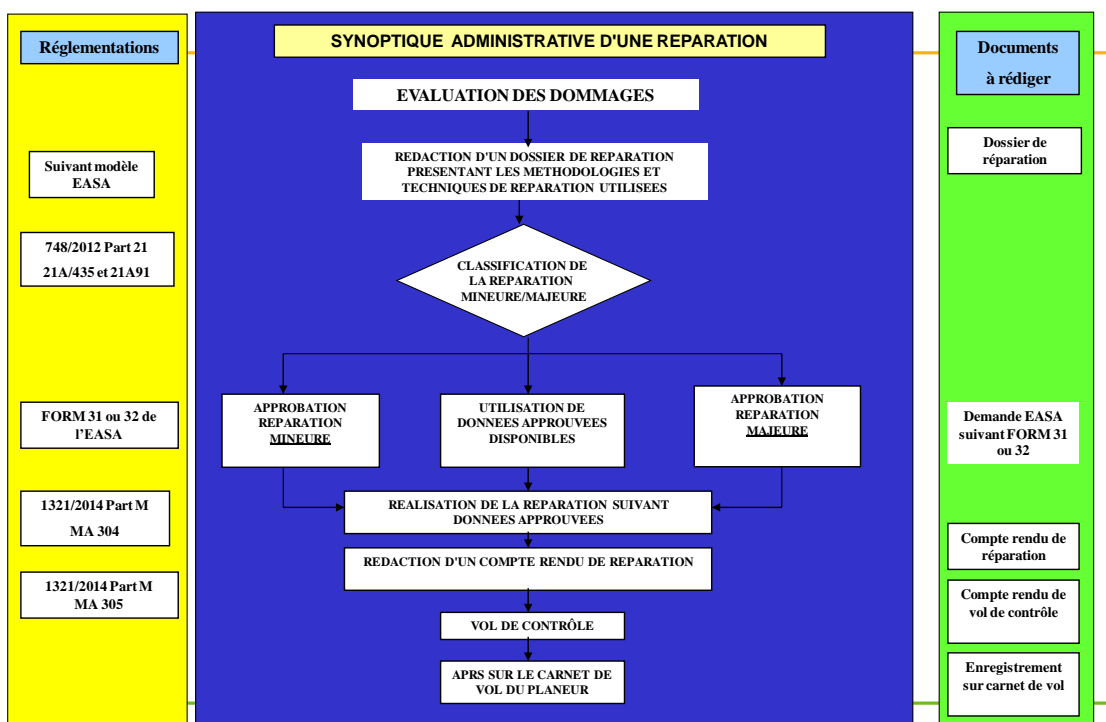 Réglementations
Suivant modèle
EASA
748/2012 Part 21
21A/435 et 21A91
FORM 31 ou 32 de
l’EASA
1321/2014 Part M
MA 304
1321/2014 Part M
MA 305
SYNOPTIQUE ADMINISTRATIVE D'UNE REPARATION
EVALUATION DES DOMMAGES
REDACTION D'UN DOSSIER DE REPARATION
PRESENTANT LES METHODOLOGIES ET
TECHNIQUES DE REPARATION UTILISEES
CLASSIFICATION DE
LA REPARATION
MINEURE/MAJEURE
APPROBATION
REPARATION
MINEURE
UTILISATION DE
DONNEES APPROUVEES
DISPONIBLES
APPROBATION
REPARATION
MAJEURE
REALISATION DE LA REPARATION SUIVANT
DONNEES APPROUVEES
REDACTION D'UN COMPTE RENDU DE REPARATION
VOL DE CONTRÔLE
APRS SUR LE CARNET DE
VOL DU PLANEUR
Documents
à rédiger
Dossier de
réparation
Demande EASA
suivant FORM 31
ou 32
Compte rendu de
réparation
Compte rendu de
vol de contrôle
Enregistrement
sur carnet de vol